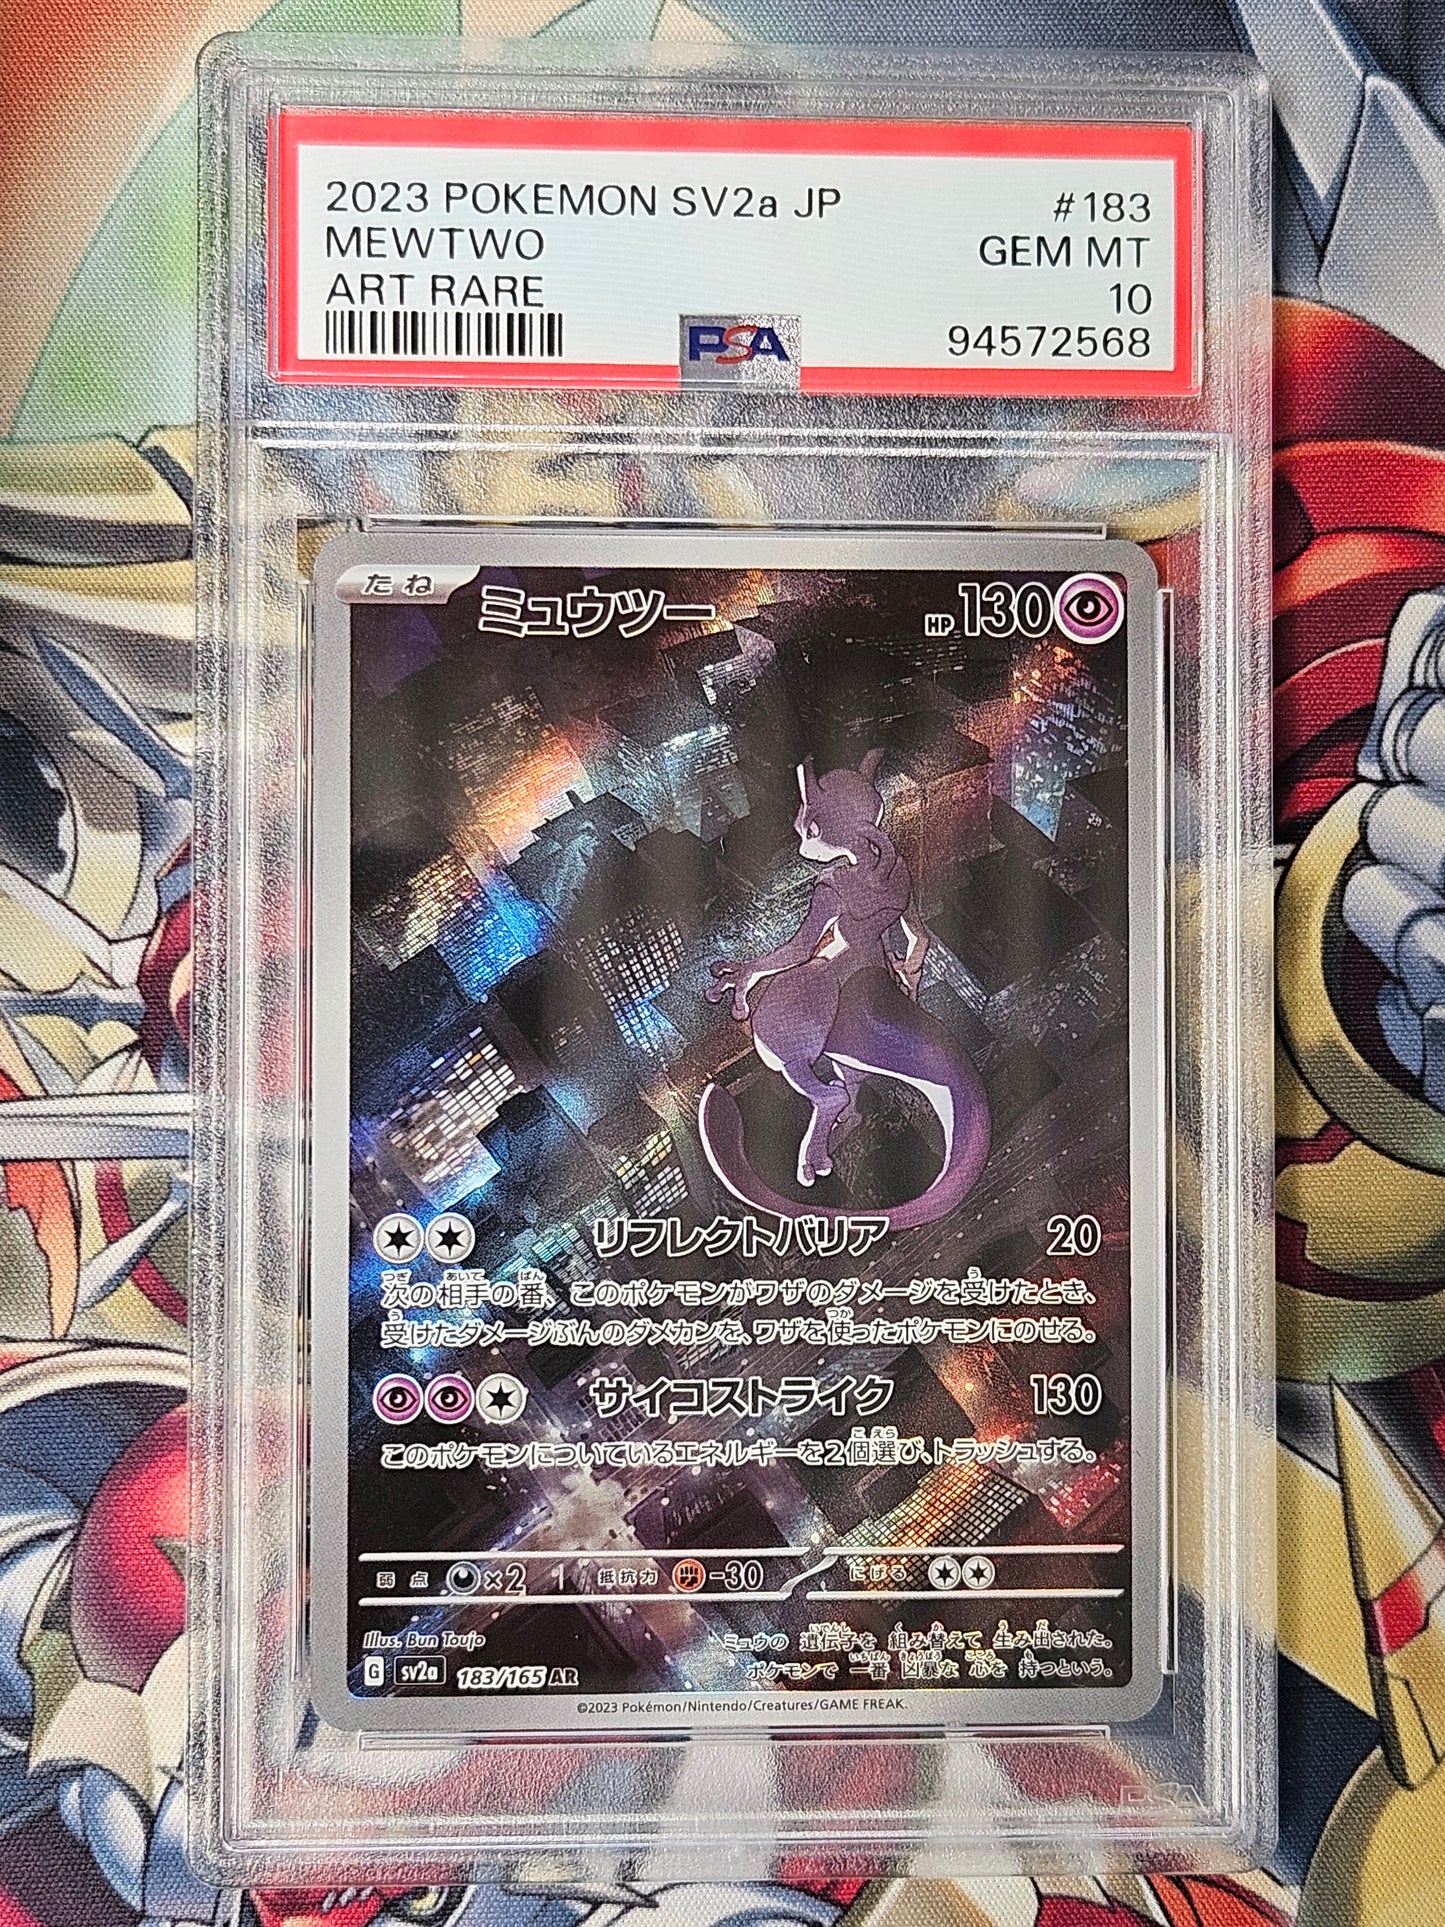 2023 POKEMON SV2a JP #183
MEWTWO GEM MT
ART RARE 10
PSA 94572568
たね ミュウツー HP130
リフレクトバリア 20
次の相手の番、このポケモンがワザのダメージを受けたとき、
受けたダメージぶんのダメカンを、ワザを使ったポケモンにのせる。
サイコストライク 130
このポケモンについているエネルギーを2個選び、トラッシュする。
弱点 ×2 抵抗力 -30 にげる
Illus. Bun Toujo
ミュウの 遺伝子を 組み替えて 生み出された。
ポケモンで 一番 凶暴な 心を 持つという。
G sv2a 183/165 AR
©2023 Pokémon/Nintendo/Creatures/GAME FREAK.
PSA